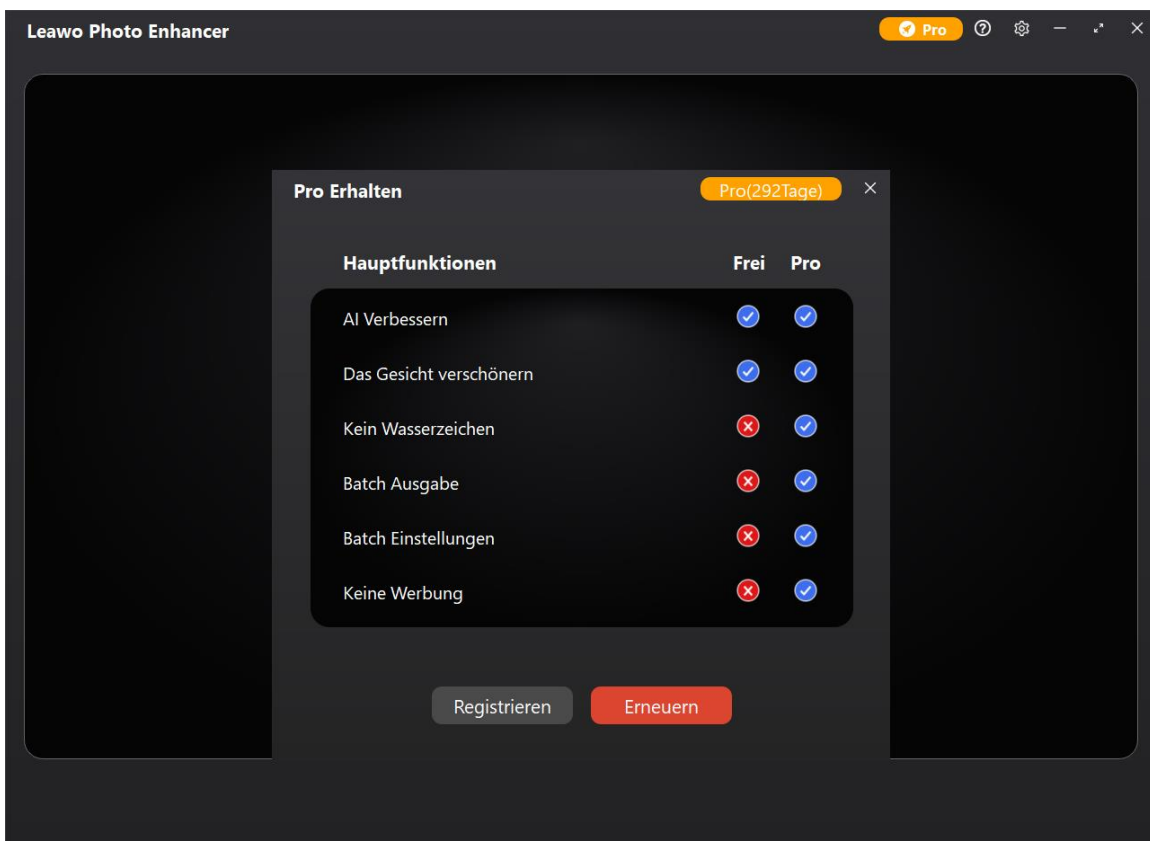 Leawo Photo Enhancer
Pro
Pro Erhalten
Pro(292Tage)
Hauptfunktionen Frei Pro
AI Verbessern
Das Gesicht verschönern
Kein Wasserzeichen
Batch Ausgabe
Batch Einstellungen
Keine Werbung
Registrieren Erneuern